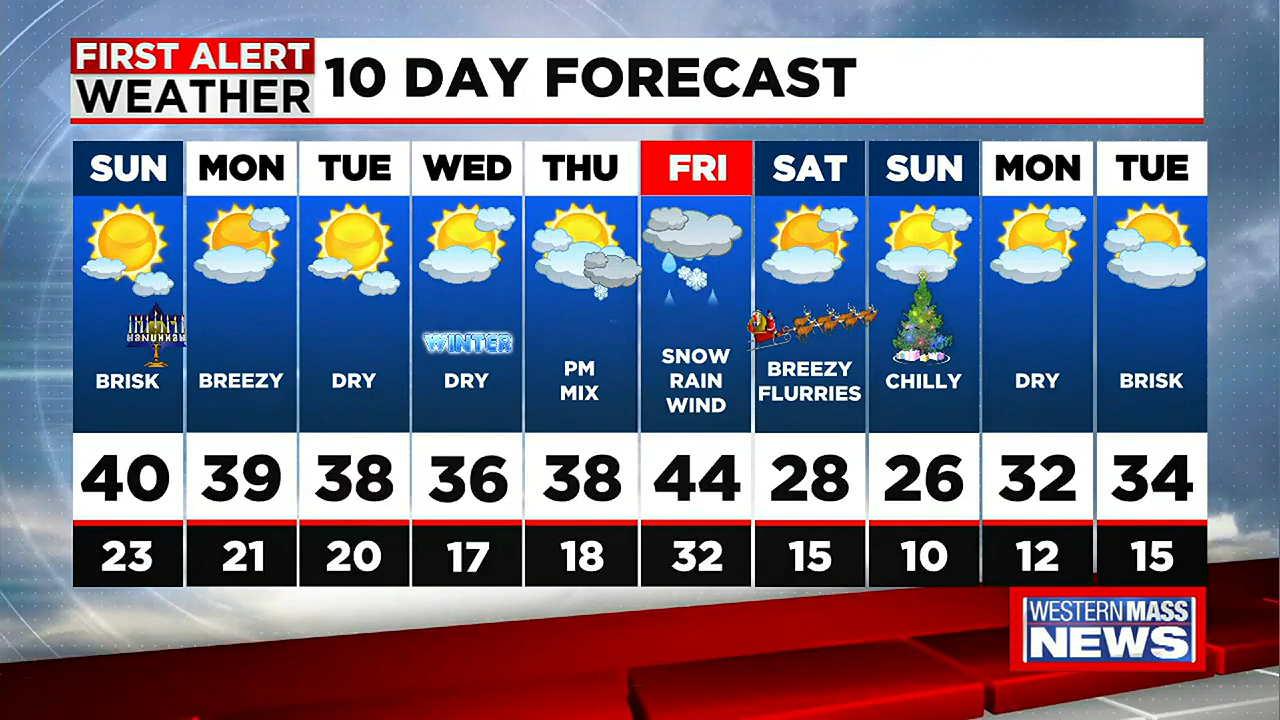 FIRST ALERT
WEATHER
10 DAY FORECAST
SUN MON TUE WED THU FRI SAT SUN MON TUE
HANUKKAH
WINTER
BRISK BREEZY DRY DRY PM MIX SNOW RAIN WIND BREEZY FLURRIES CHILLY DRY BRISK
40 39 38 36 38 44 28 26 32 34
23 21 20 17 18 32 15 10 12 15
WESTERN MASS
NEWS